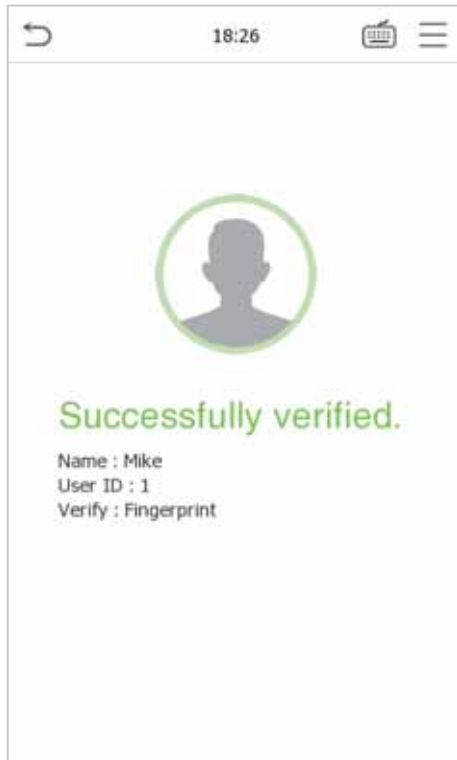 18:26
Successfully verified.
Name : Mike
User ID : 1
Verify : Fingerprint